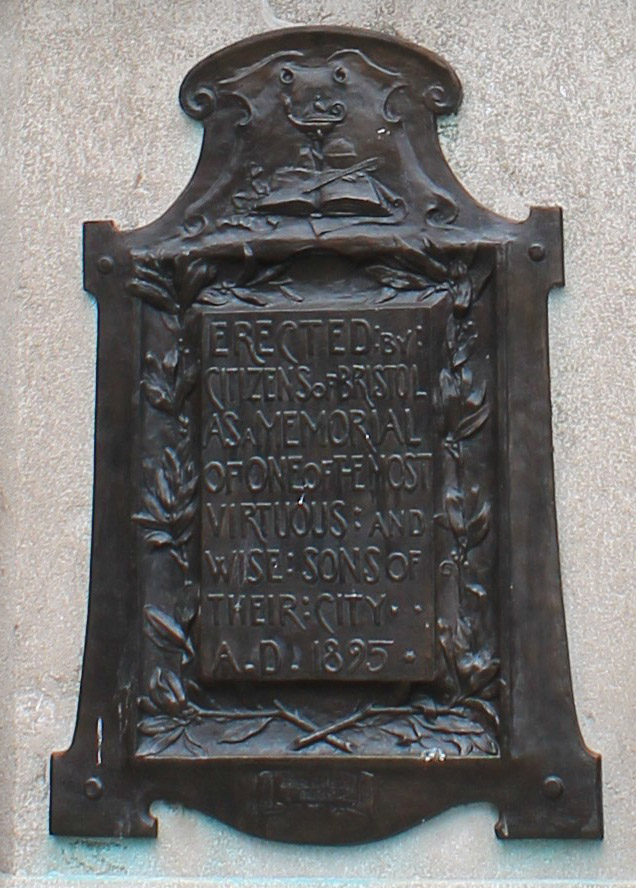 ERECTED:BY:
CITIZENS OF BRISTOL
AS A MEMORIAL
OF ONE OF THE MOST
VIRTUOUS: AND
WISE: SONS OF
THEIR: CITY..
A.D. 1895.